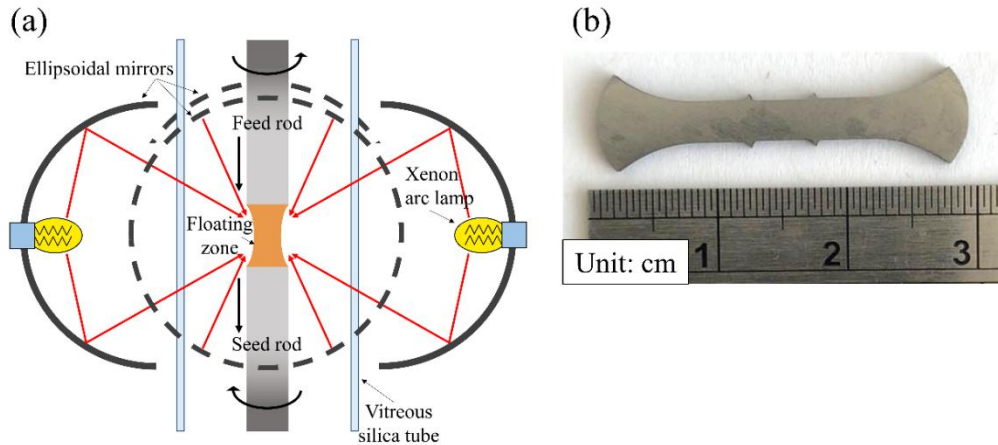 (a)
Ellipsoidal mirrors
Feed rod
Xenon
arc lamp
Floating
zone
Seed rod
Vitreous
silica tube
(b)
Unit: cm
1
2
3